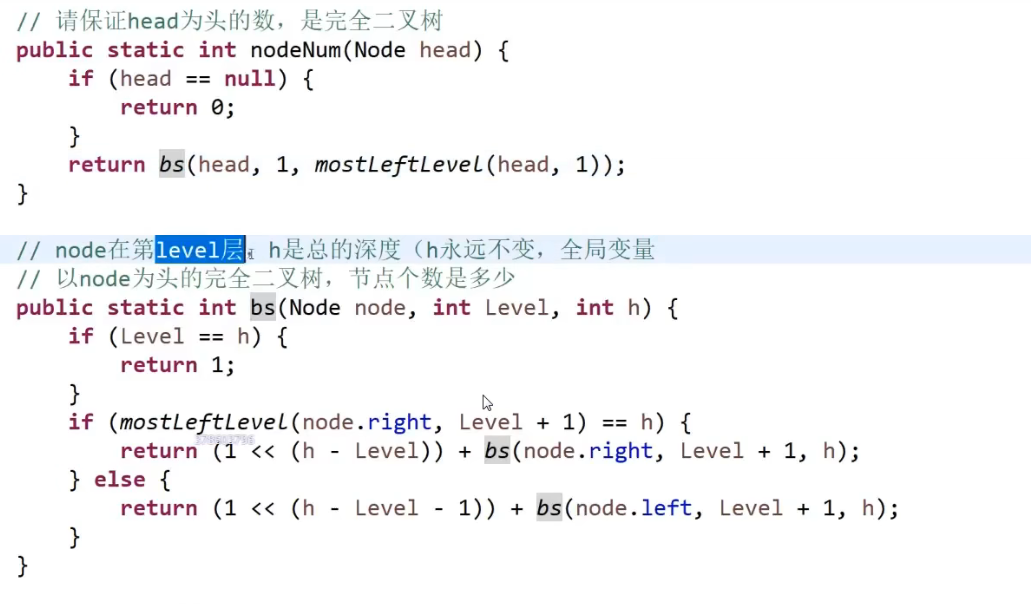 // 请保证head为头的数，是完全二叉树
public static int nodeNum(Node head) {
    if (head == null) {
        return 0;
    }
    return bs(head, 1, mostLeftLevel(head, 1));
}
// node在第level层，h是总的深度（h永远不变，全局变量
// 以node为头的完全二叉树，节点个数是多少
public static int bs(Node node, int Level, int h) {
    if (Level == h) {
        return 1;
    }
    if (mostLeftLevel(node.right, Level + 1) == h) {
        return (1 << (h - Level)) + bs(node.right, Level + 1, h);
    } else {
        return (1 << (h - Level - 1)) + bs(node.left, Level + 1, h);
    }
}